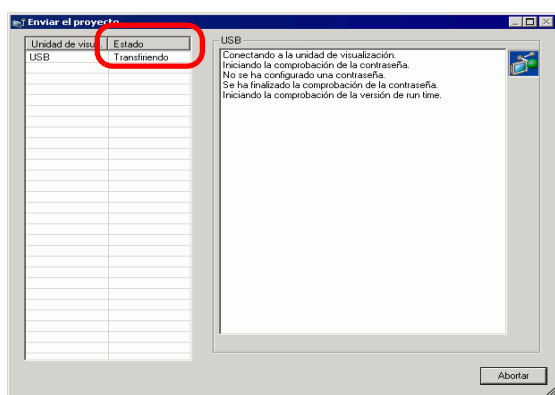 Enviar el proyecto
Unidad de visu... Estado
USB Transfiriendo
USB
Conectando a la unidad de visualización.
Iniciando la comprobación de la contraseña.
No se ha configurado una contraseña.
Se ha finalizado la comprobación de la contraseña.
Iniciando la comprobación de la versión de run time.
Abortar